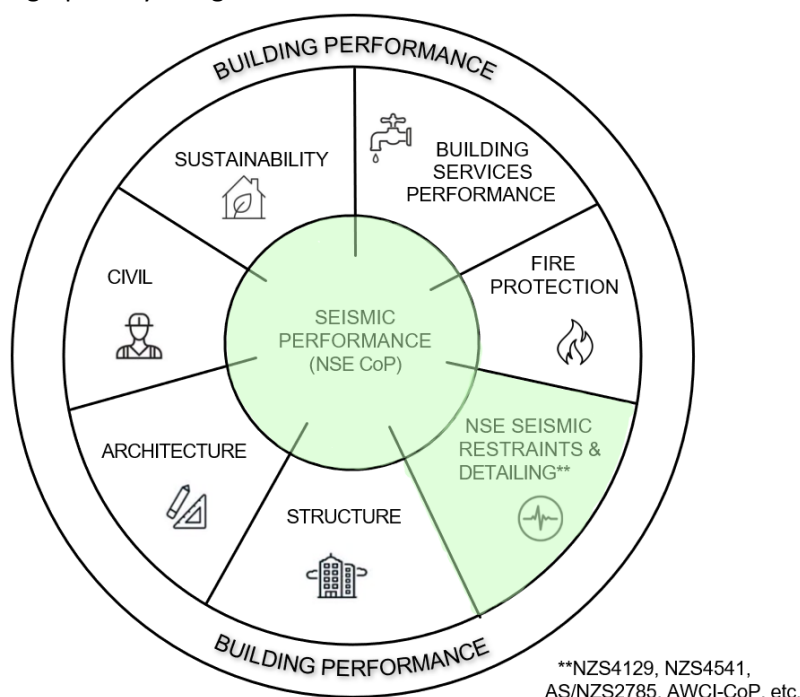 BUILDING PERFORMANCE
SUSTAINABILITY
BUILDING
SERVICES
PERFORMANCE
CIVIL
FIRE
PROTECTION
SEISMIC
PERFORMANCE
(NSE CoP)
ARCHITECTURE
NSE SEISMIC
RESTRAINTS &
DETAILING**
STRUCTURE
BUILDING PERFORMANCE
**NZS4129, NZS4541,
AS/NZS2785, AWCI-CoP, etc.